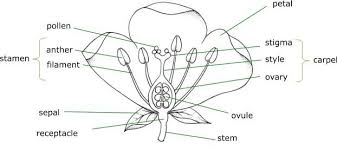 petal
pollen
stigma
anther
stamen
style
carpel
filament
ovary
sepal
ovule
receptacle
stem